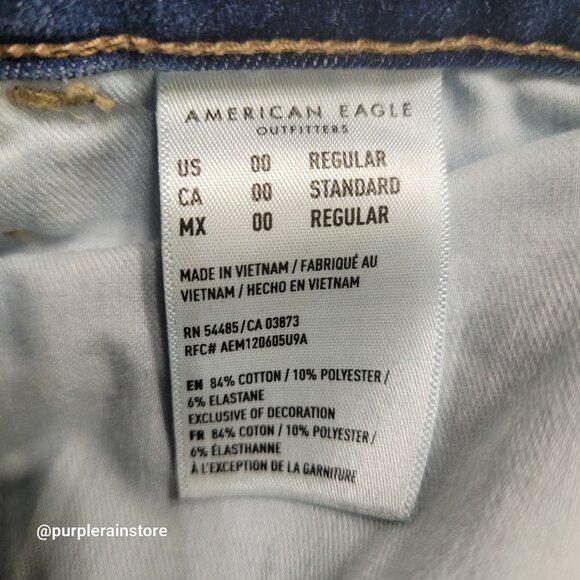 AMERICAN EAGLE
OUTFITTERS
US 00 REGULAR
CA 00 STANDARD
MX 00 REGULAR
MADE IN VIETNAM / FABRIQUÉ AU
VIETNAM / HECHO EN VIETNAM
RN 54485/CA 03873
RFC# AEM120605U9A
EN 84% COTTON / 10% POLYESTER /
6% ELASTANE
EXCLUSIVE OF DECORATION
FR 84% COTON / 10% POLYESTER /
6% ÉLASTHANNE
À L'EXCEPTION DE LA GARNITURE
@purplerainstore